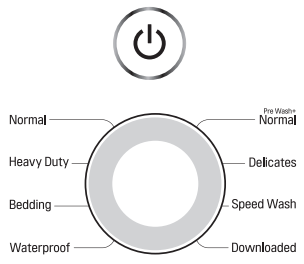 Normal
Pre Wash+
Normal
Heavy Duty
Delicates
Bedding
Speed Wash
Waterproof
Downloaded